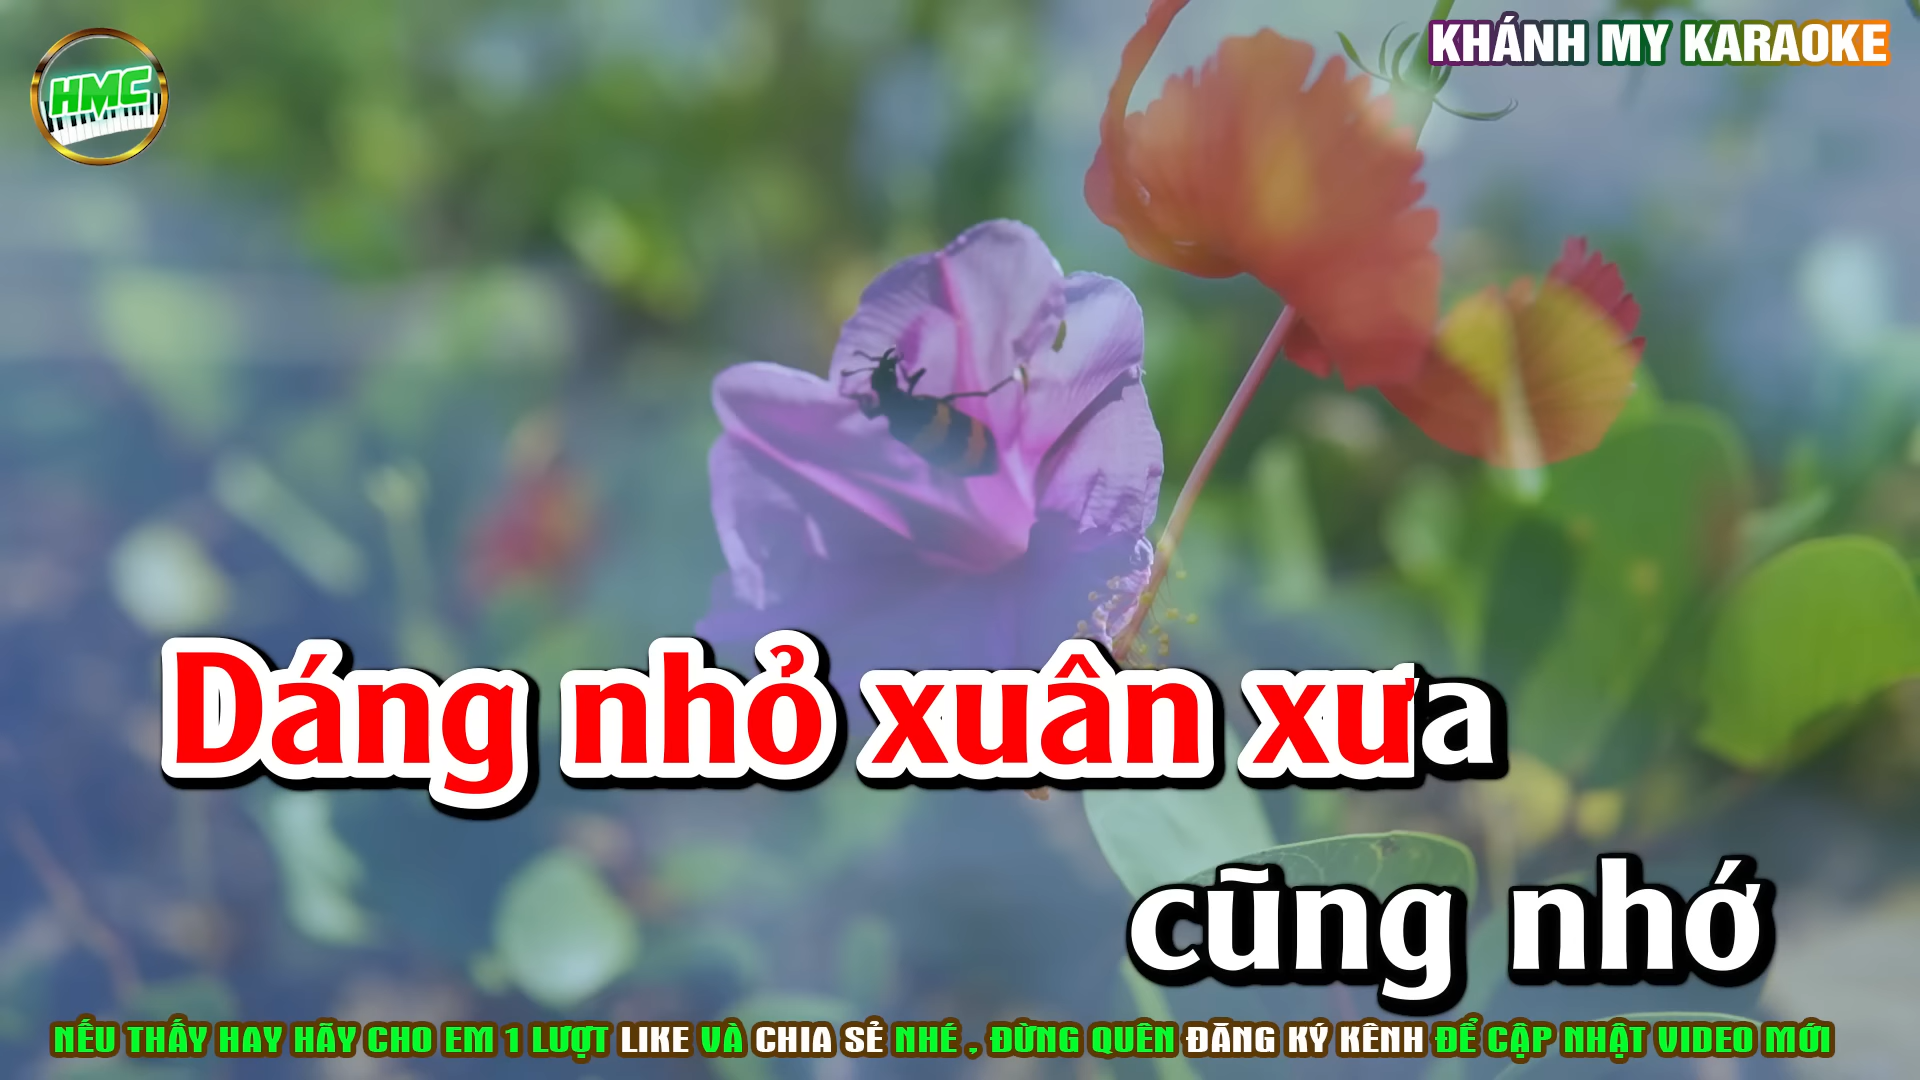 KHÁNH MY KARAOKE
HMC
Dáng nhỏ xuân xưa
cũng nhớ
NẾU THẤY HAY HÃY CHO EM 1 LƯỢT LIKE VÀ CHIA SẺ NHÉ , ĐỪNG QUÊN ĐĂNG KÝ KÊNH ĐỂ CẬP NHẬT VIDEO MỚI